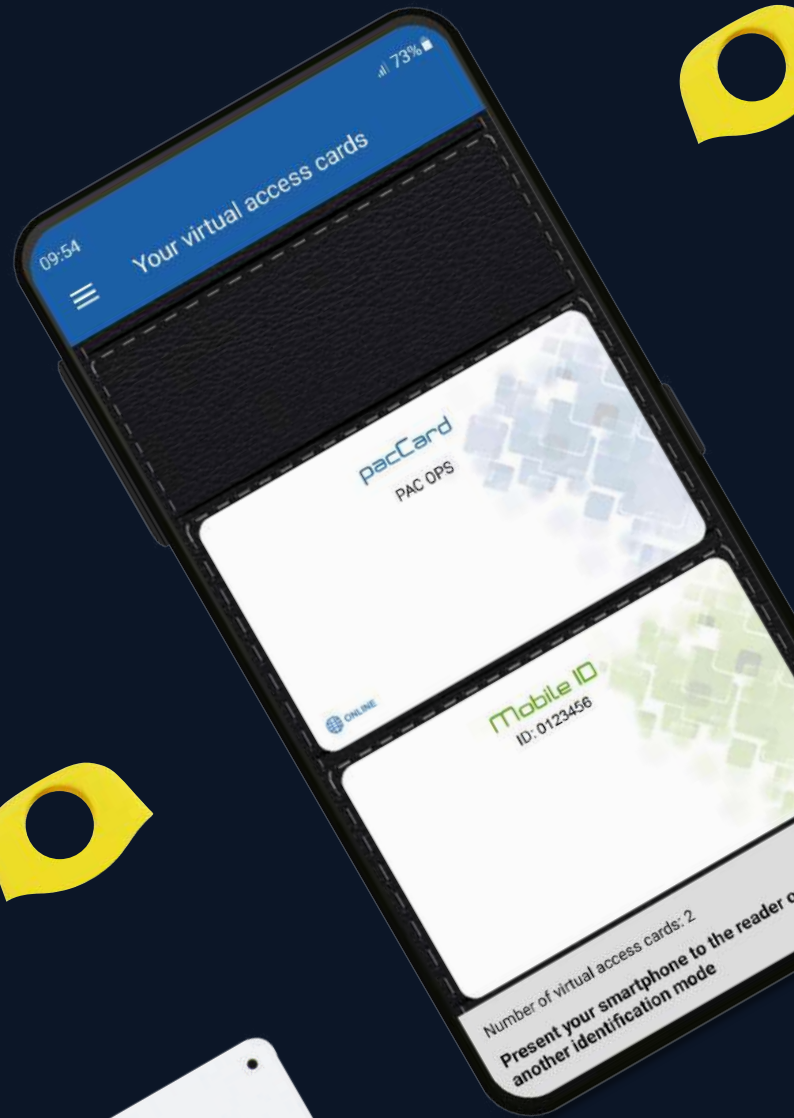 09:54
73%
Your virtual access cards
pacCard
PAC OPS
ONLINE
Mobile ID
ID: 0123456
Number of virtual access cards: 2
Present your smartphone to the reader
another identification mode